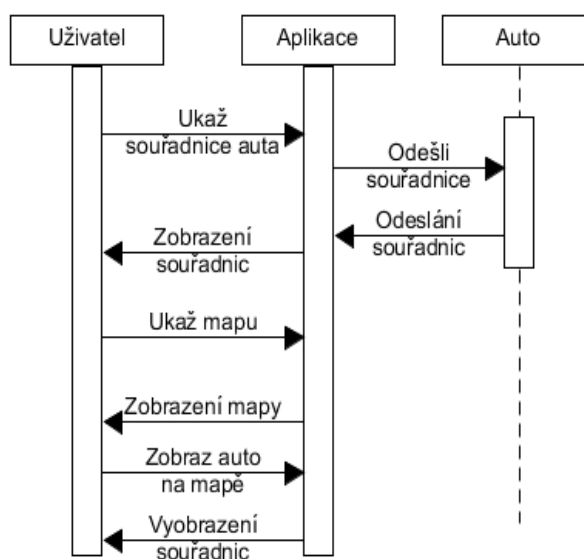 Uživatel
Aplikace
Auto
Ukaž
souřadnice auta
Odešli
souřadnice
Odeslání
souřadnic
Zobrazení
souřadnic
Ukaž mapu
Zobrazení mapy
Zobraz auto
na mapě
Vyobrazení
souřadnic